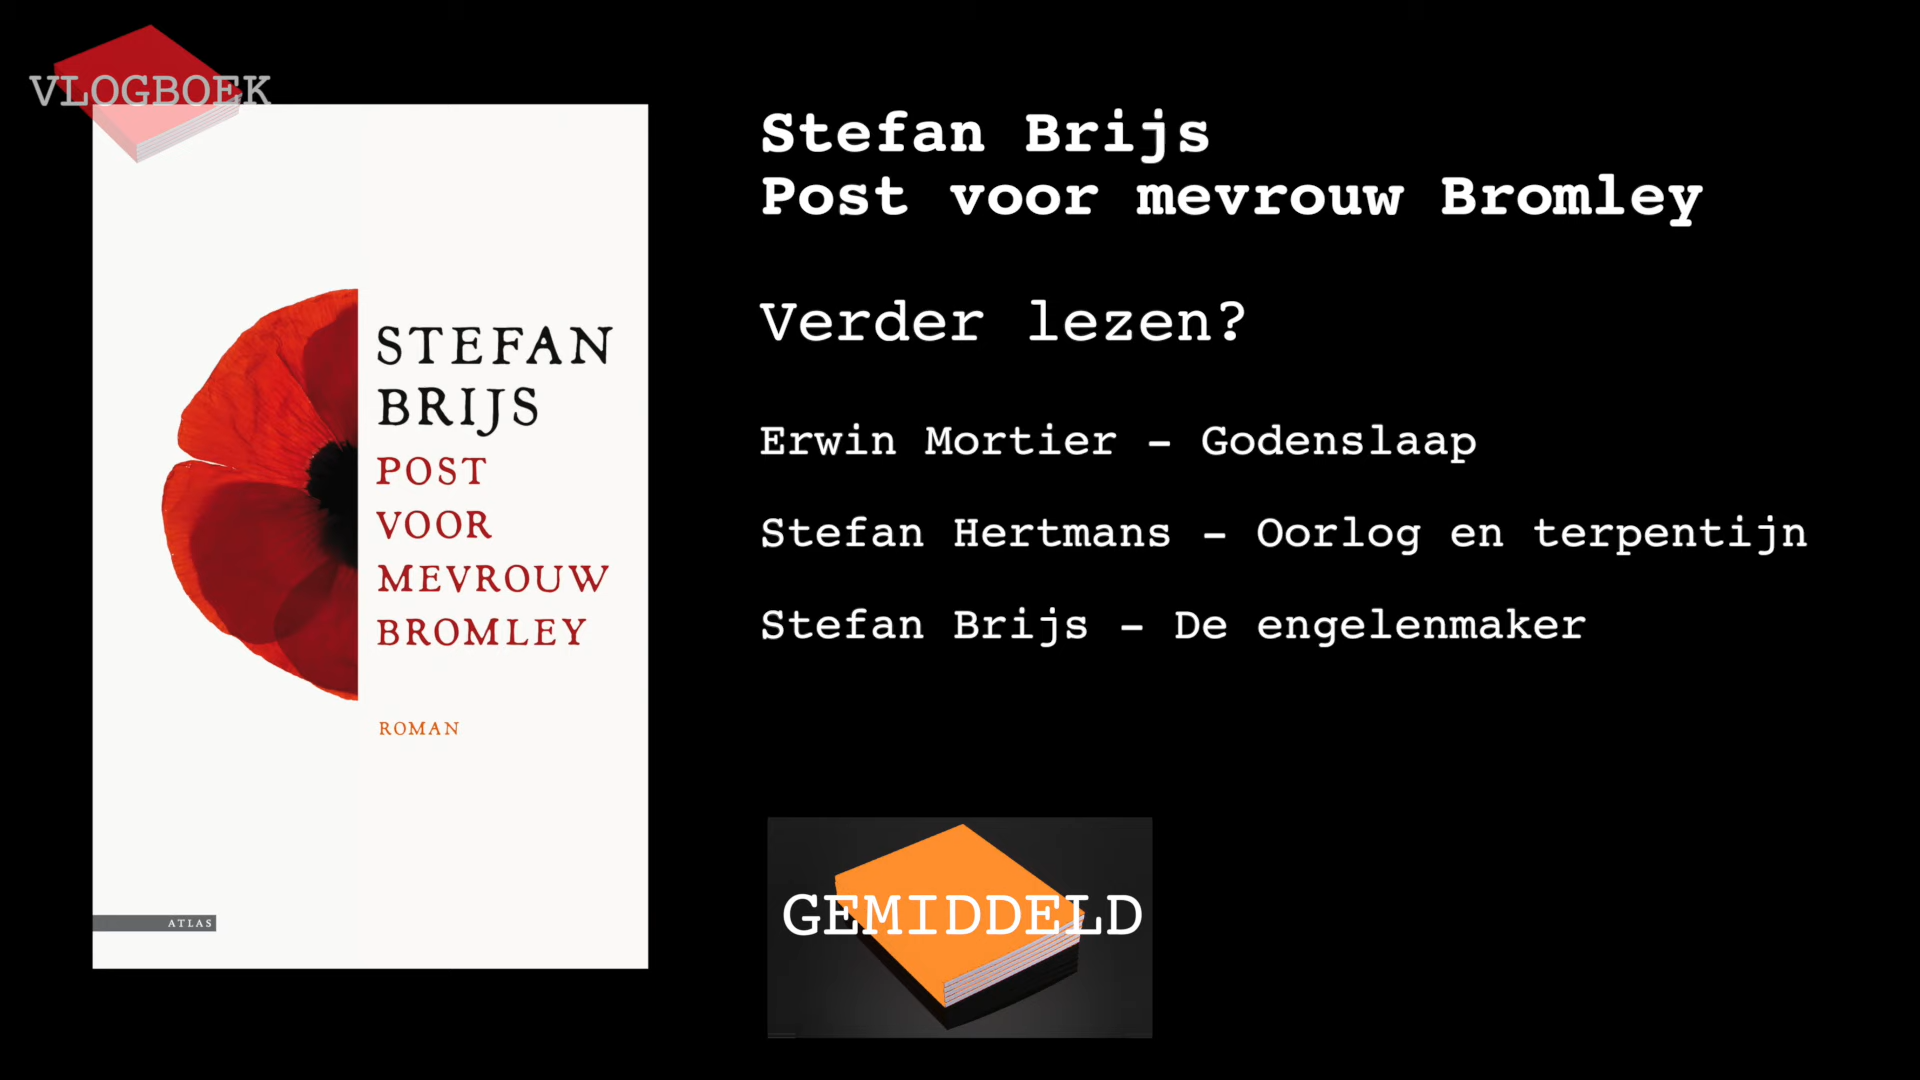 VLOGBOEK
STEFAN
BRIJS
POST
VOOR
MEVROUW
BROMLEY
ROMAN
ATLAS
Stefan Brijs
Post voor mevrouw Bromley
Verder lezen?
Erwin Mortier – Godenslaap
Stefan Hertmans – Oorlog en terpentijn
Stefan Brijs – De engelenmaker
GEMIDDELD